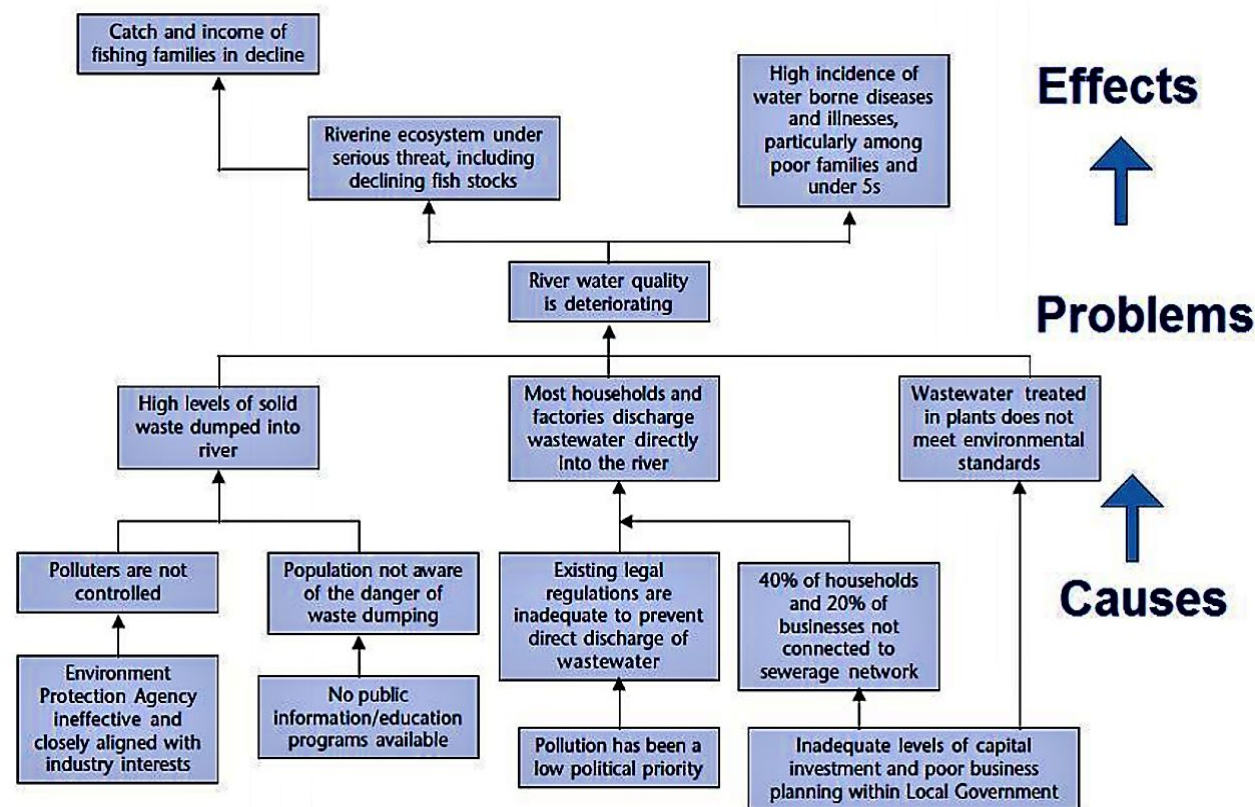 Catch and income of
fishing families in decline
High incidence of
water borne diseases
and illnesses,
particularly among
poor families and
under 5s
Effects
Riverine ecosystem under
serious threat, including
declining fish stocks
River water quality
is deteriorating
Problems
High levels of solid
waste dumped into
river
Most households and
factories discharge
wastewater directly
into the river
Wastewater treated
in plants does not
meet environmental
standards
Polluters are not
controlled
Population not aware
of the danger of
waste dumping
Existing legal
regulations are
inadequate to prevent
direct discharge of
wastewater
40% of households
and 20% of
businesses not
connected to
sewerage network
Causes
Environment
Protection Agency
ineffective and
closely aligned with
industry interests
No public
information/education
programs available
Pollution has been a
low political priority
Inadequate levels of capital
investment and poor business
planning within Local Government